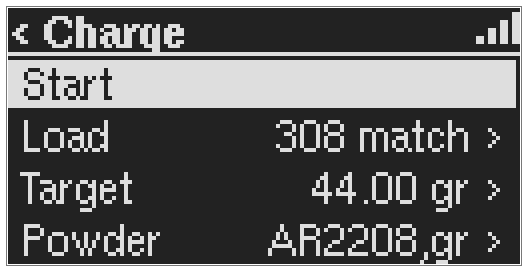 < Charge
Start
Load 308 match >
Target 44.00 gr >
Powder AR2208,gr >